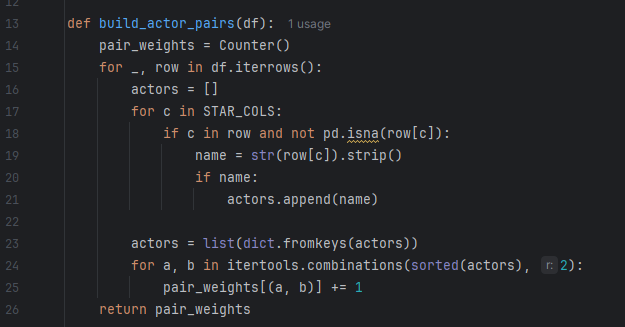 12
13 def build_actor_pairs(df): 1 usage
14 pair_weights = Counter()
15 for _, row in df.iterrows():
16 actors = []
17 for c in STAR_COLS:
18 if c in row and not pd.isna(row[c]):
19 name = str(row[c]).strip()
20 if name:
21 actors.append(name)
22
23 actors = list(dict.fromkeys(actors))
24 for a, b in itertools.combinations(sorted(actors), r: 2):
25 pair_weights[(a, b)] += 1
26 return pair_weights